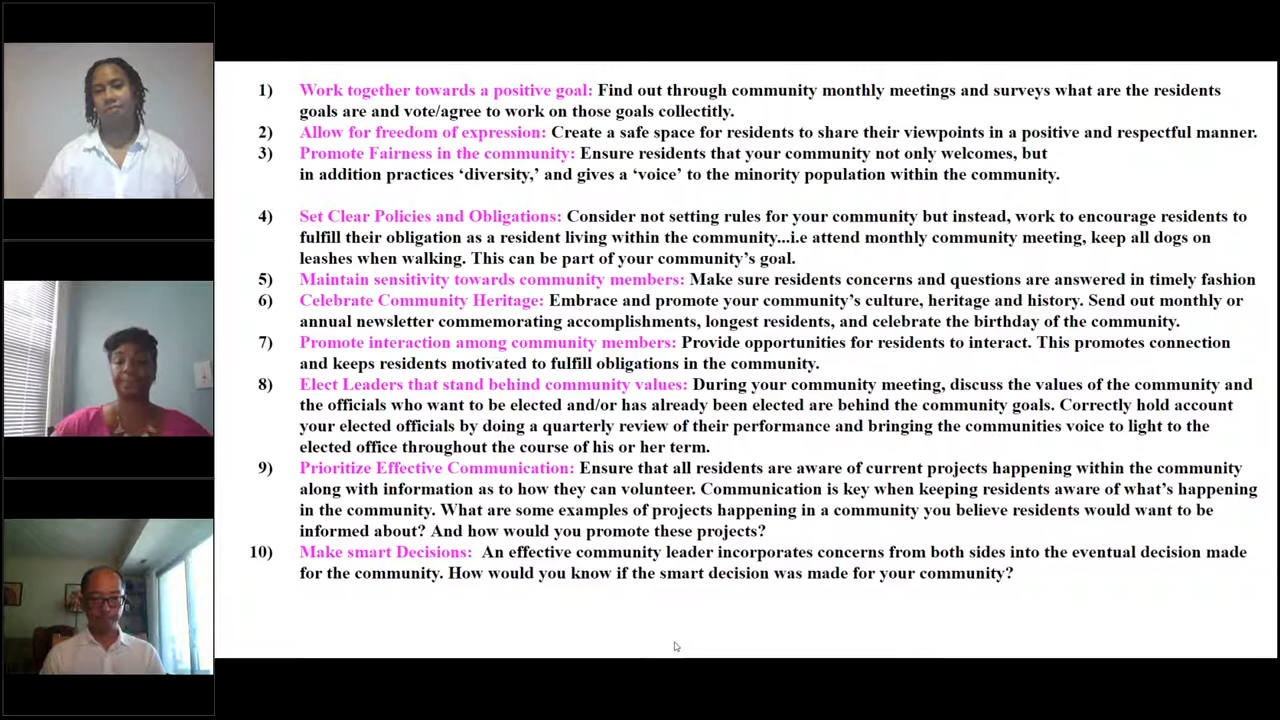 1) Work together towards a positive goal: Find out through community monthly meetings and surveys what are the residents
goals are and vote/agree to work on those goals collectitly.
2) Allow for freedom of expression: Create a safe space for residents to share their viewpoints in a positive and respectful manner.
3) Promote Fairness in the community: Ensure residents that your community not only welcomes, but
in addition practices ‘diversity,’ and gives a ‘voice’ to the minority population within the community.
4) Set Clear Policies and Obligations: Consider not setting rules for your community but instead, work to encourage residents to
fulfill their obligation as a resident living within the community...i.e attend monthly community meeting, keep all dogs on
leashes when walking. This can be part of your community’s goal.
5) Maintain sensitivity towards community members: Make sure residents concerns and questions are answered in timely fashion
6) Celebrate Community Heritage: Embrace and promote your community’s culture, heritage and history. Send out monthly or
annual newsletter commemorating accomplishments, longest residents, and celebrate the birthday of the community.
7) Promote interaction among community members: Provide opportunities for residents to interact. This promotes connection
and keeps residents motivated to fulfill obligations in the community.
8) Elect Leaders that stand behind community values: During your community meeting, discuss the values of the community and
the officials who want to be elected and/or has already been elected are behind the community goals. Correctly hold account
your elected officials by doing a quarterly review of their performance and bringing the communities voice to light to the
elected office throughout the course of his or her term.
9) Prioritize Effective Communication: Ensure that all residents are aware of current projects happening within the community
along with information as to how they can volunteer. Communication is key when keeping residents aware of what’s happening
in the community. What are some examples of projects happening in a community you believe residents would want to be
informed about? And how would you promote these projects?
10) Make smart Decisions: An effective community leader incorporates concerns from both sides into the eventual decision made
for the community. How would you know if the smart decision was made for your community?